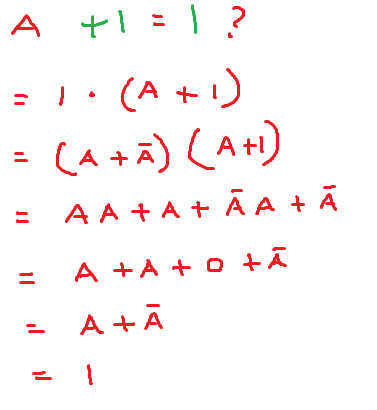 A + 1 = 1 ?
= 1 · (A + 1)
= (A + Ā) (A + 1)
= AA + A + ĀA + Ā
= A + A + 0 + Ā
= A + Ā
= 1